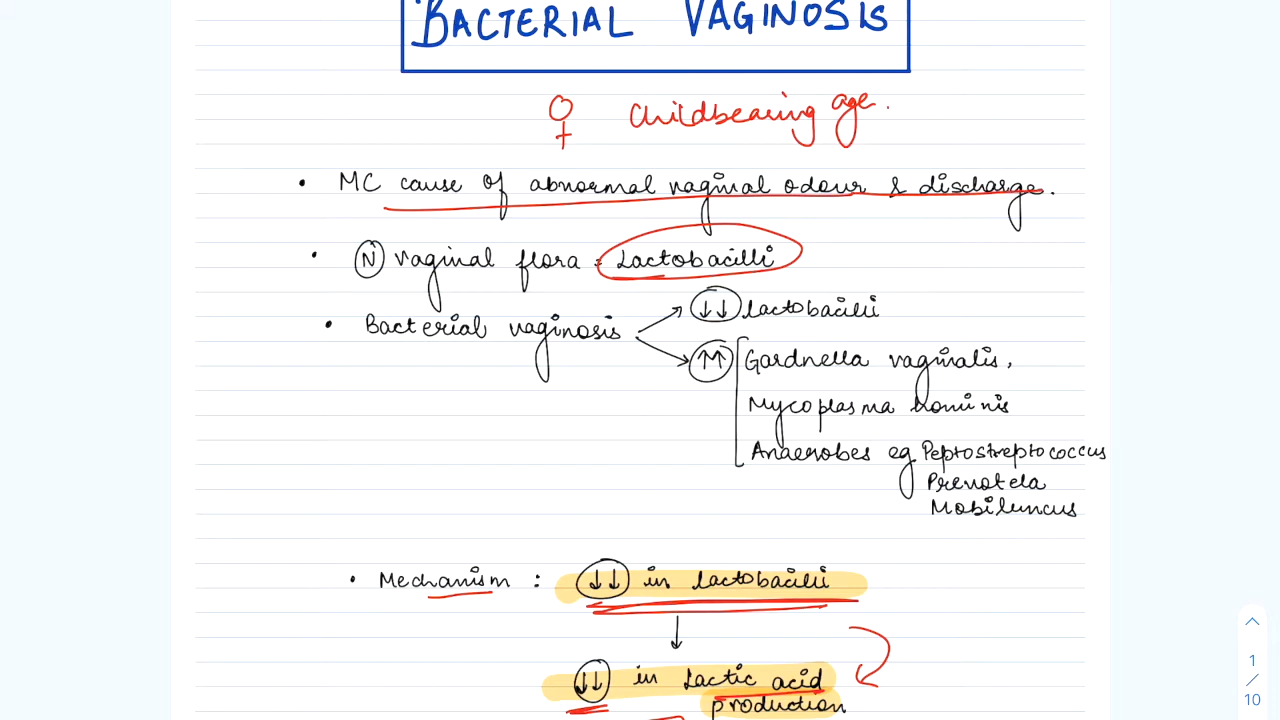 BACTERIAL VAGINOSIS
♀ Childbearing age.
• MC cause of abnormal vaginal odour & discharge.
• (N) vaginal flora = Lactobacilli
• Bacterial vaginosis
↓↓ lactobacilli
↑↑ Gardnella vaginalis,
Mycoplasma hominis
Anaerobes eg Peptostreptococcus
Prevotela
Mobiluncus
• Mechanism : ↓↓ in lactobacilli
↓
↓↓ in Lactic acid
production
1
/
10